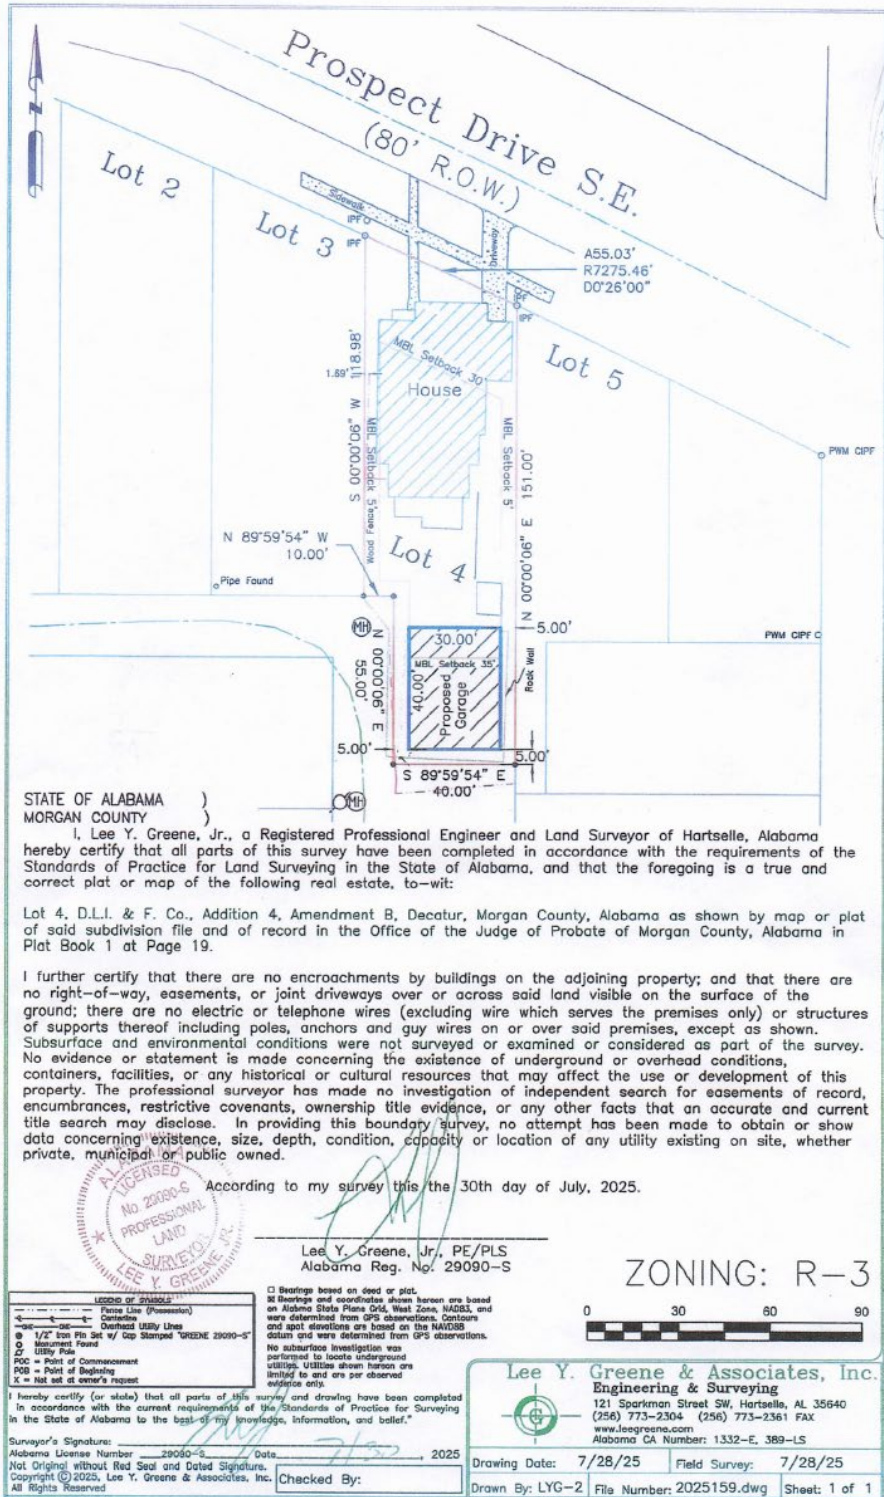 Prospect Drive S.E.
(80' R.O.W.)
Lot 2
Sidewalk
IPF
Lot 3
IPF
Driveway
A55.03'
R7275.46'
D0°26'00"
IPF
IPF
Lot 5
MBL Setback 30'
House
1.69'
S 00°00'06" W 118.98'
MBL Setback 5'
Wood Fence
MBL Setback 5'
N 00°00'06" E 151.00'
PWM CIPF
N 89°59'54" W
10.00'
Lot 4
Pipe Found
MH
N 00°00'06" E
55.00'
30.00'
5.00'
MBL Setback 35'
40.00'
Proposed
Garage
Rock Wall
PWM CIPF
5.00'
5.00'
S 89°59'54" E
40.00'
MH
STATE OF ALABAMA )
MORGAN COUNTY )
I, Lee Y. Greene, Jr., a Registered Professional Engineer and Land Surveyor of Hartselle, Alabama
hereby certify that all parts of this survey have been completed in accordance with the requirements of the
Standards of Practice for Land Surveying in the State of Alabama, and that the foregoing is a true and
correct plat or map of the following real estate, to-wit:
Lot 4, D.L.I. & F. Co., Addition 4, Amendment B, Decatur, Morgan County, Alabama as shown by map or plat
of said subdivision file and of record in the Office of the Judge of Probate of Morgan County, Alabama in
Plat Book 1 at Page 19.
I further certify that there are no encroachments by buildings on the adjoining property; and that there are
no right-of-way, easements, or joint driveways over or across said land visible on the surface of the
ground; there are no electric or telephone wires (excluding wire which serves the premises only) or structures
of supports thereof including poles, anchors and guy wires on or over said premises, except as shown.
Subsurface and environmental conditions were not surveyed or examined or considered as part of the survey.
No evidence or statement is made concerning the existence of underground or overhead conditions,
containers, facilities, or any historical or cultural resources that may affect the use or development of this
property. The professional surveyor has made no investigation of independent search for easements of record,
encumbrances, restrictive covenants, ownership title evidence, or any other facts that an accurate and current
title search may disclose. In providing this boundary survey, no attempt has been made to obtain or show
data concerning existence, size, depth, condition, capacity or location of any utility existing on site, whether
private, municipal or public owned.
According to my survey this the 30th day of July, 2025.
ALABAMA
LICENSED
No. 29090-S
PROFESSIONAL
LAND
SURVEYOR
LEE Y. GREENE, JR.
Lee Y. Greene, Jr., PE/PLS
Alabama Reg. No. 29090-S
ZONING: R-3
0 30 60 90
LEGEND OF SYMBOLS
Fence Line (Possession)
Centerline
Overhead Utility Lines
1/2" Iron Pin Set w/ Cap Stamped "GREENE 29090-S"
Monument Found
Utility Pole
POC = Point of Commencement
POB = Point of Beginning
X = Not set at owner's request
Bearings based on deed or plat.
Bearings and coordinates shown hereon are based
on Alabama State Plane Grid, West Zone, NAD83, and
were determined from GPS observations. Contours
and spot elevations are based on the NAVD88
datum and were determined from GPS observations.
No subsurface investigation was
performed to locate underground
utilities. Utilities shown hereon are
limited to and are per observed
evidence only.
I hereby certify (or state) that all parts of this survey and drawing have been completed
in accordance with the current requirements of the Standards of Practice for Surveying
in the State of Alabama to the best of my knowledge, information, and belief."
Surveyor's Signature:
Alabama License Number 29090-S Date 7/30 2025
Not Original without Red Seal and Dated Signature.
Copyright © 2025, Lee Y. Greene & Associates, Inc.
All Rights Reserved
Checked By:
Lee Y. Greene & Associates, Inc.
Engineering & Surveying
G
121 Sparkman Street SW, Hartselle, AL 35640
(256) 773-2304 (256) 773-2361 FAX
www.leegreene.com
Alabama CA Number: 1332-E, 389-LS
Drawing Date: 7/28/25 Field Survey: 7/28/25
Drawn By: LYG-2 File Number: 2025159.dwg Sheet: 1 of 1